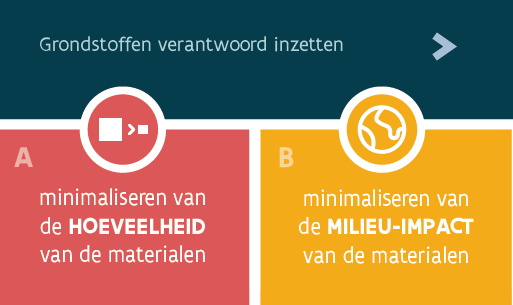 Grondstoffen verantwoord inzetten
A
minimaliseren van
de HOEVEELHEID
van de materialen
B
minimaliseren van
de MILIEU-IMPACT
van de materialen